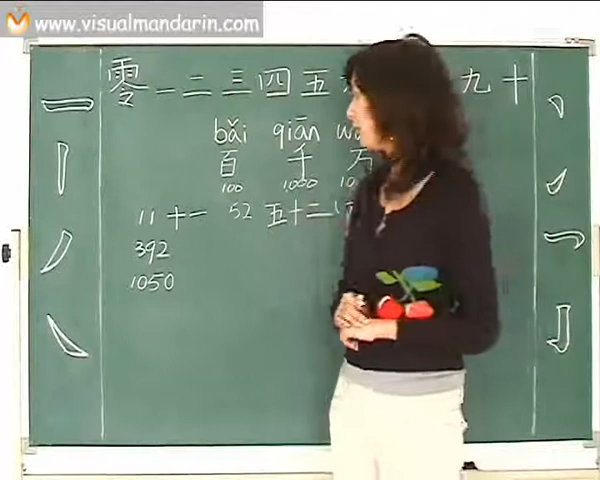 www.visualmandarin.com
零一二三四五 九十
bǎi qiān w
百 千 万
100 1000 10
11 十一 52 五十二
392
1050